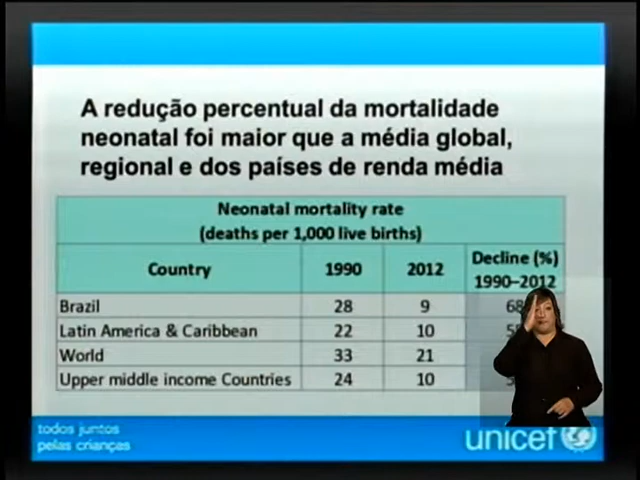 A redução percentual da mortalidade
neonatal foi maior que a média global,
regional e dos países de renda média
Neonatal mortality rate
(deaths per 1,000 live births)
Country 1990 2012 Decline (%) 1990–2012
Brazil 28 9
Latin America & Caribbean 22 10
World 33 21
Upper middle income Countries 24 10
todos juntos
pelas crianças
unicef